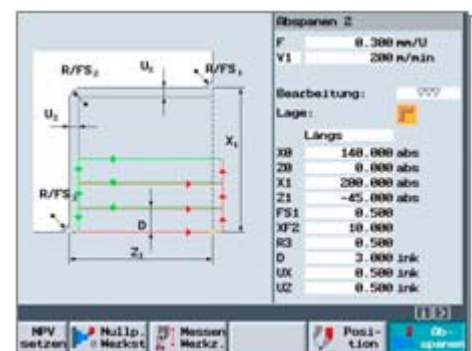 Abspanen 2
F 0.300 mm/U
V1 200 m/min
Bearbeitung: ▽▽▽
Lage:
Längs
X0 140.000 abs
Z0 0.000 abs
X1 200.000 abs
Z1 -45.000 abs
FS1 0.500
XF2 10.000
R3 0.500
D 3.000 ink
UX 0.500 ink
UZ 0.500 ink
R/FS₂
R/FS₁
X₁
R/FS
D
Z₁
NPV setzen
Nullp. Werkst
Messen Werkz.
Posi- tion
Ab- spanen